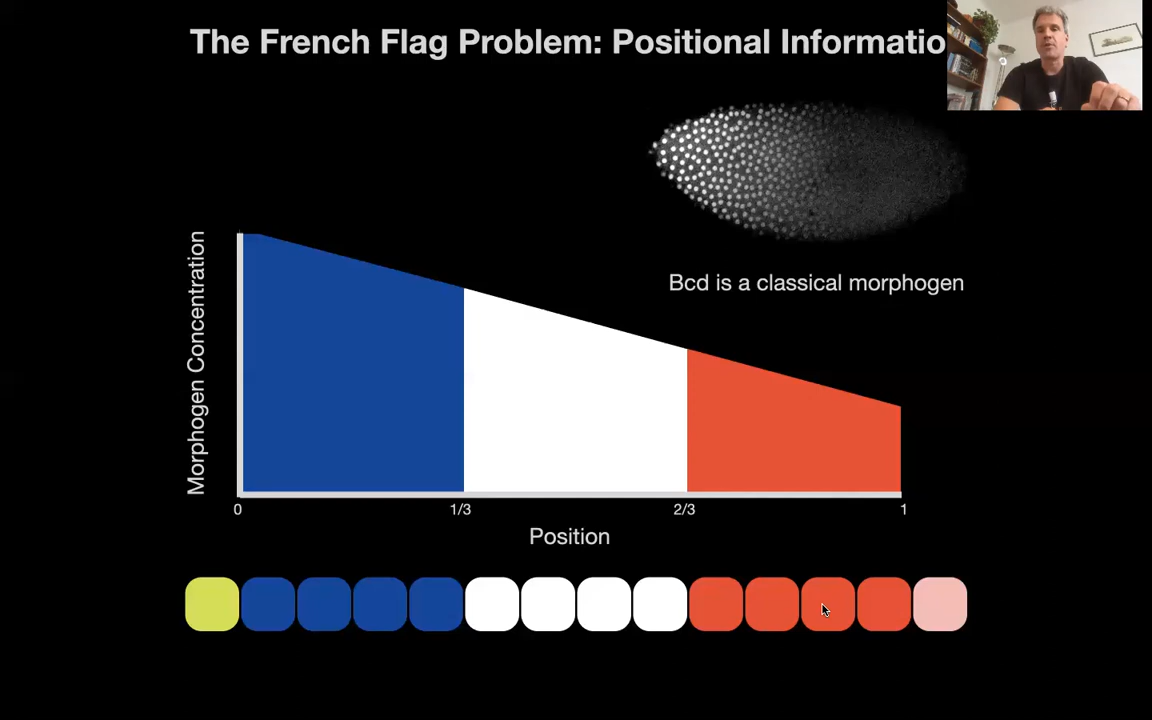 The French Flag Problem: Positional Informatio
Bcd is a classical morphogen
Morphogen Concentration
0 1/3 2/3 1
Position